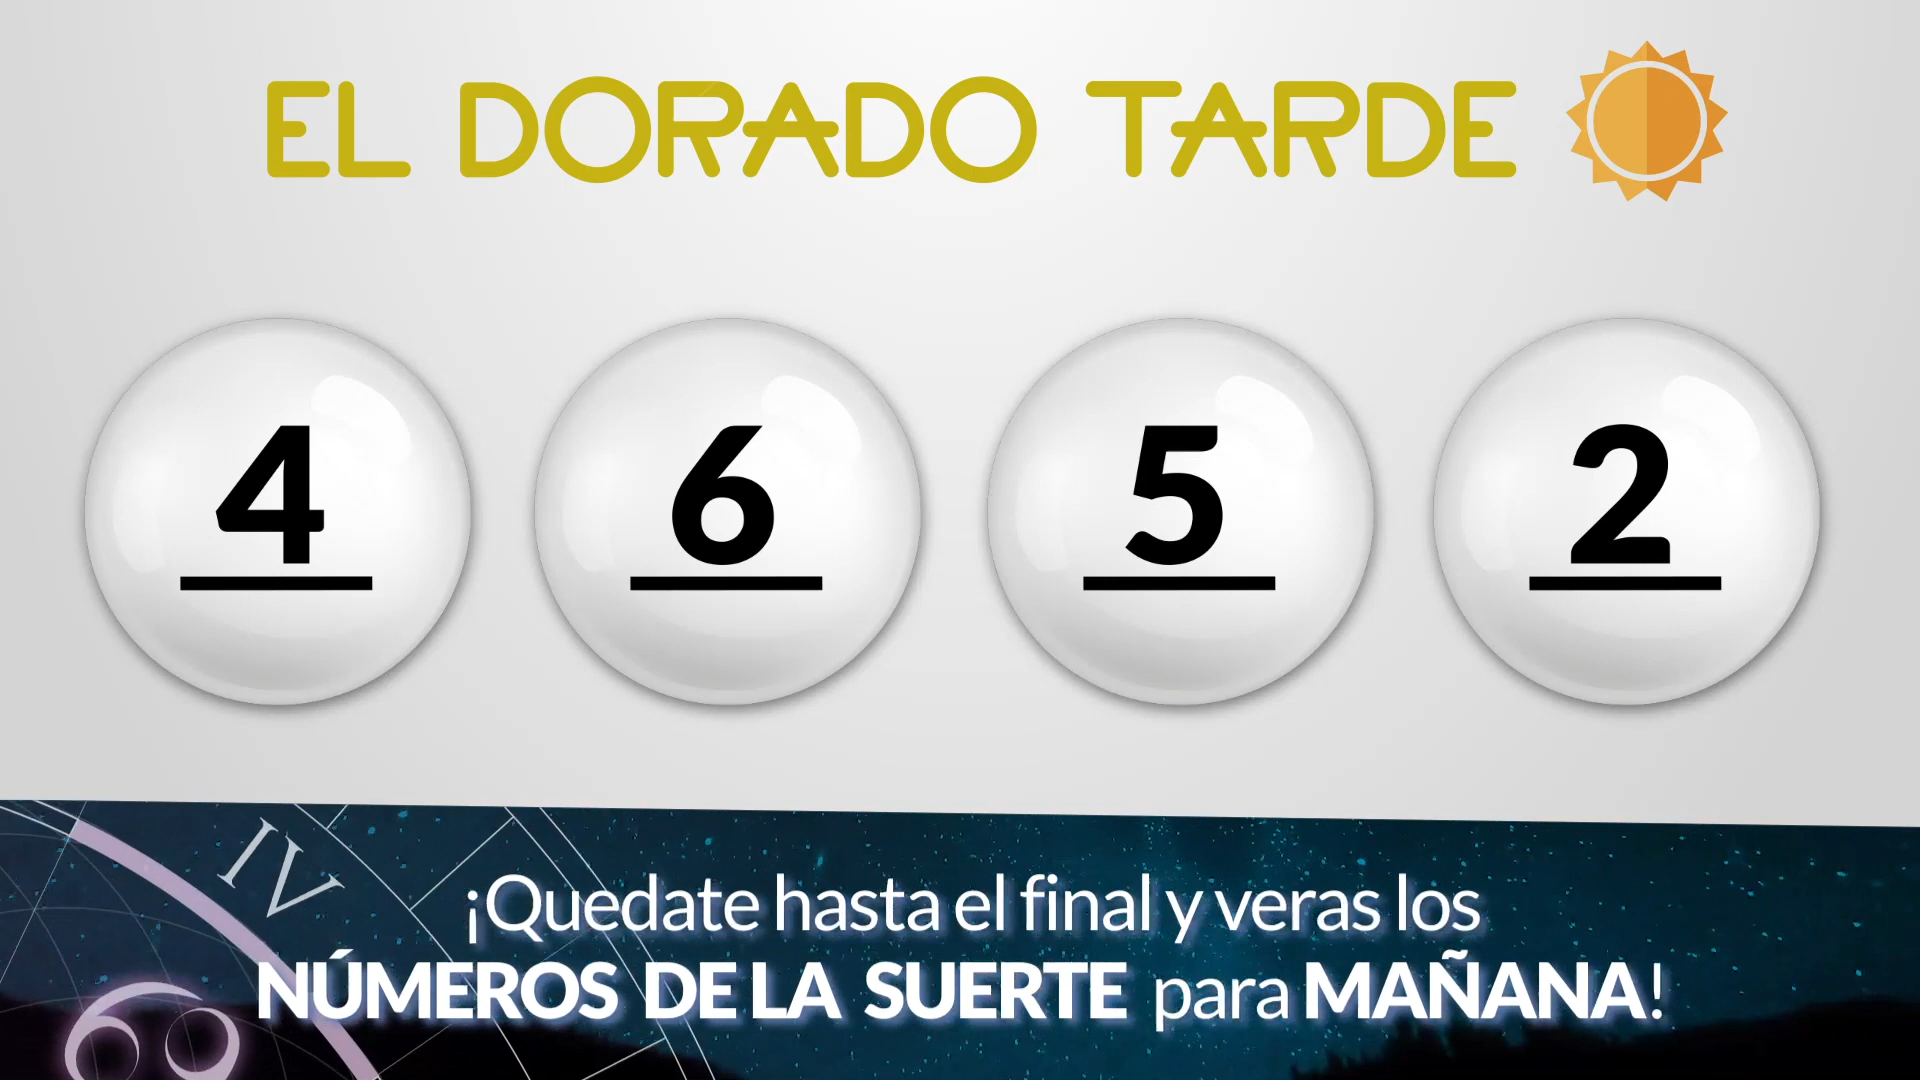 EL DORADO TARDE
4 6 5 2
IV
¡Quedate hasta el final y veras los
NÚMEROS DE LA SUERTE para MAÑANA!